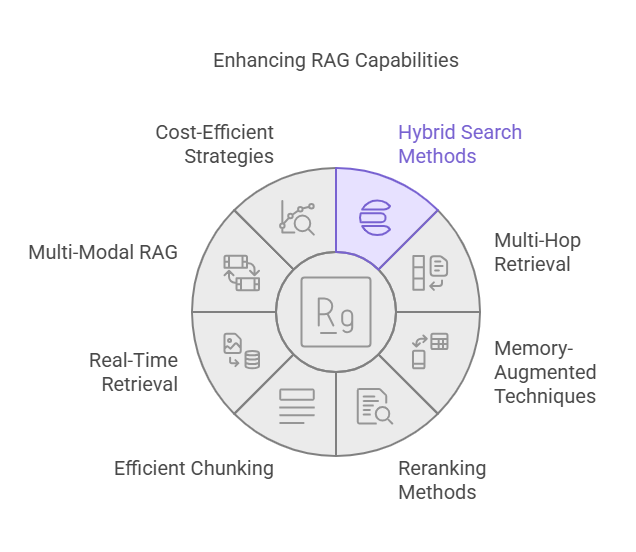 Enhancing RAG Capabilities
Cost-Efficient
Strategies
Hybrid Search
Methods
Multi-Modal RAG
Multi-Hop
Retrieval
Rg
Real-Time
Retrieval
Memory-
Augmented
Techniques
Efficient Chunking
Reranking
Methods